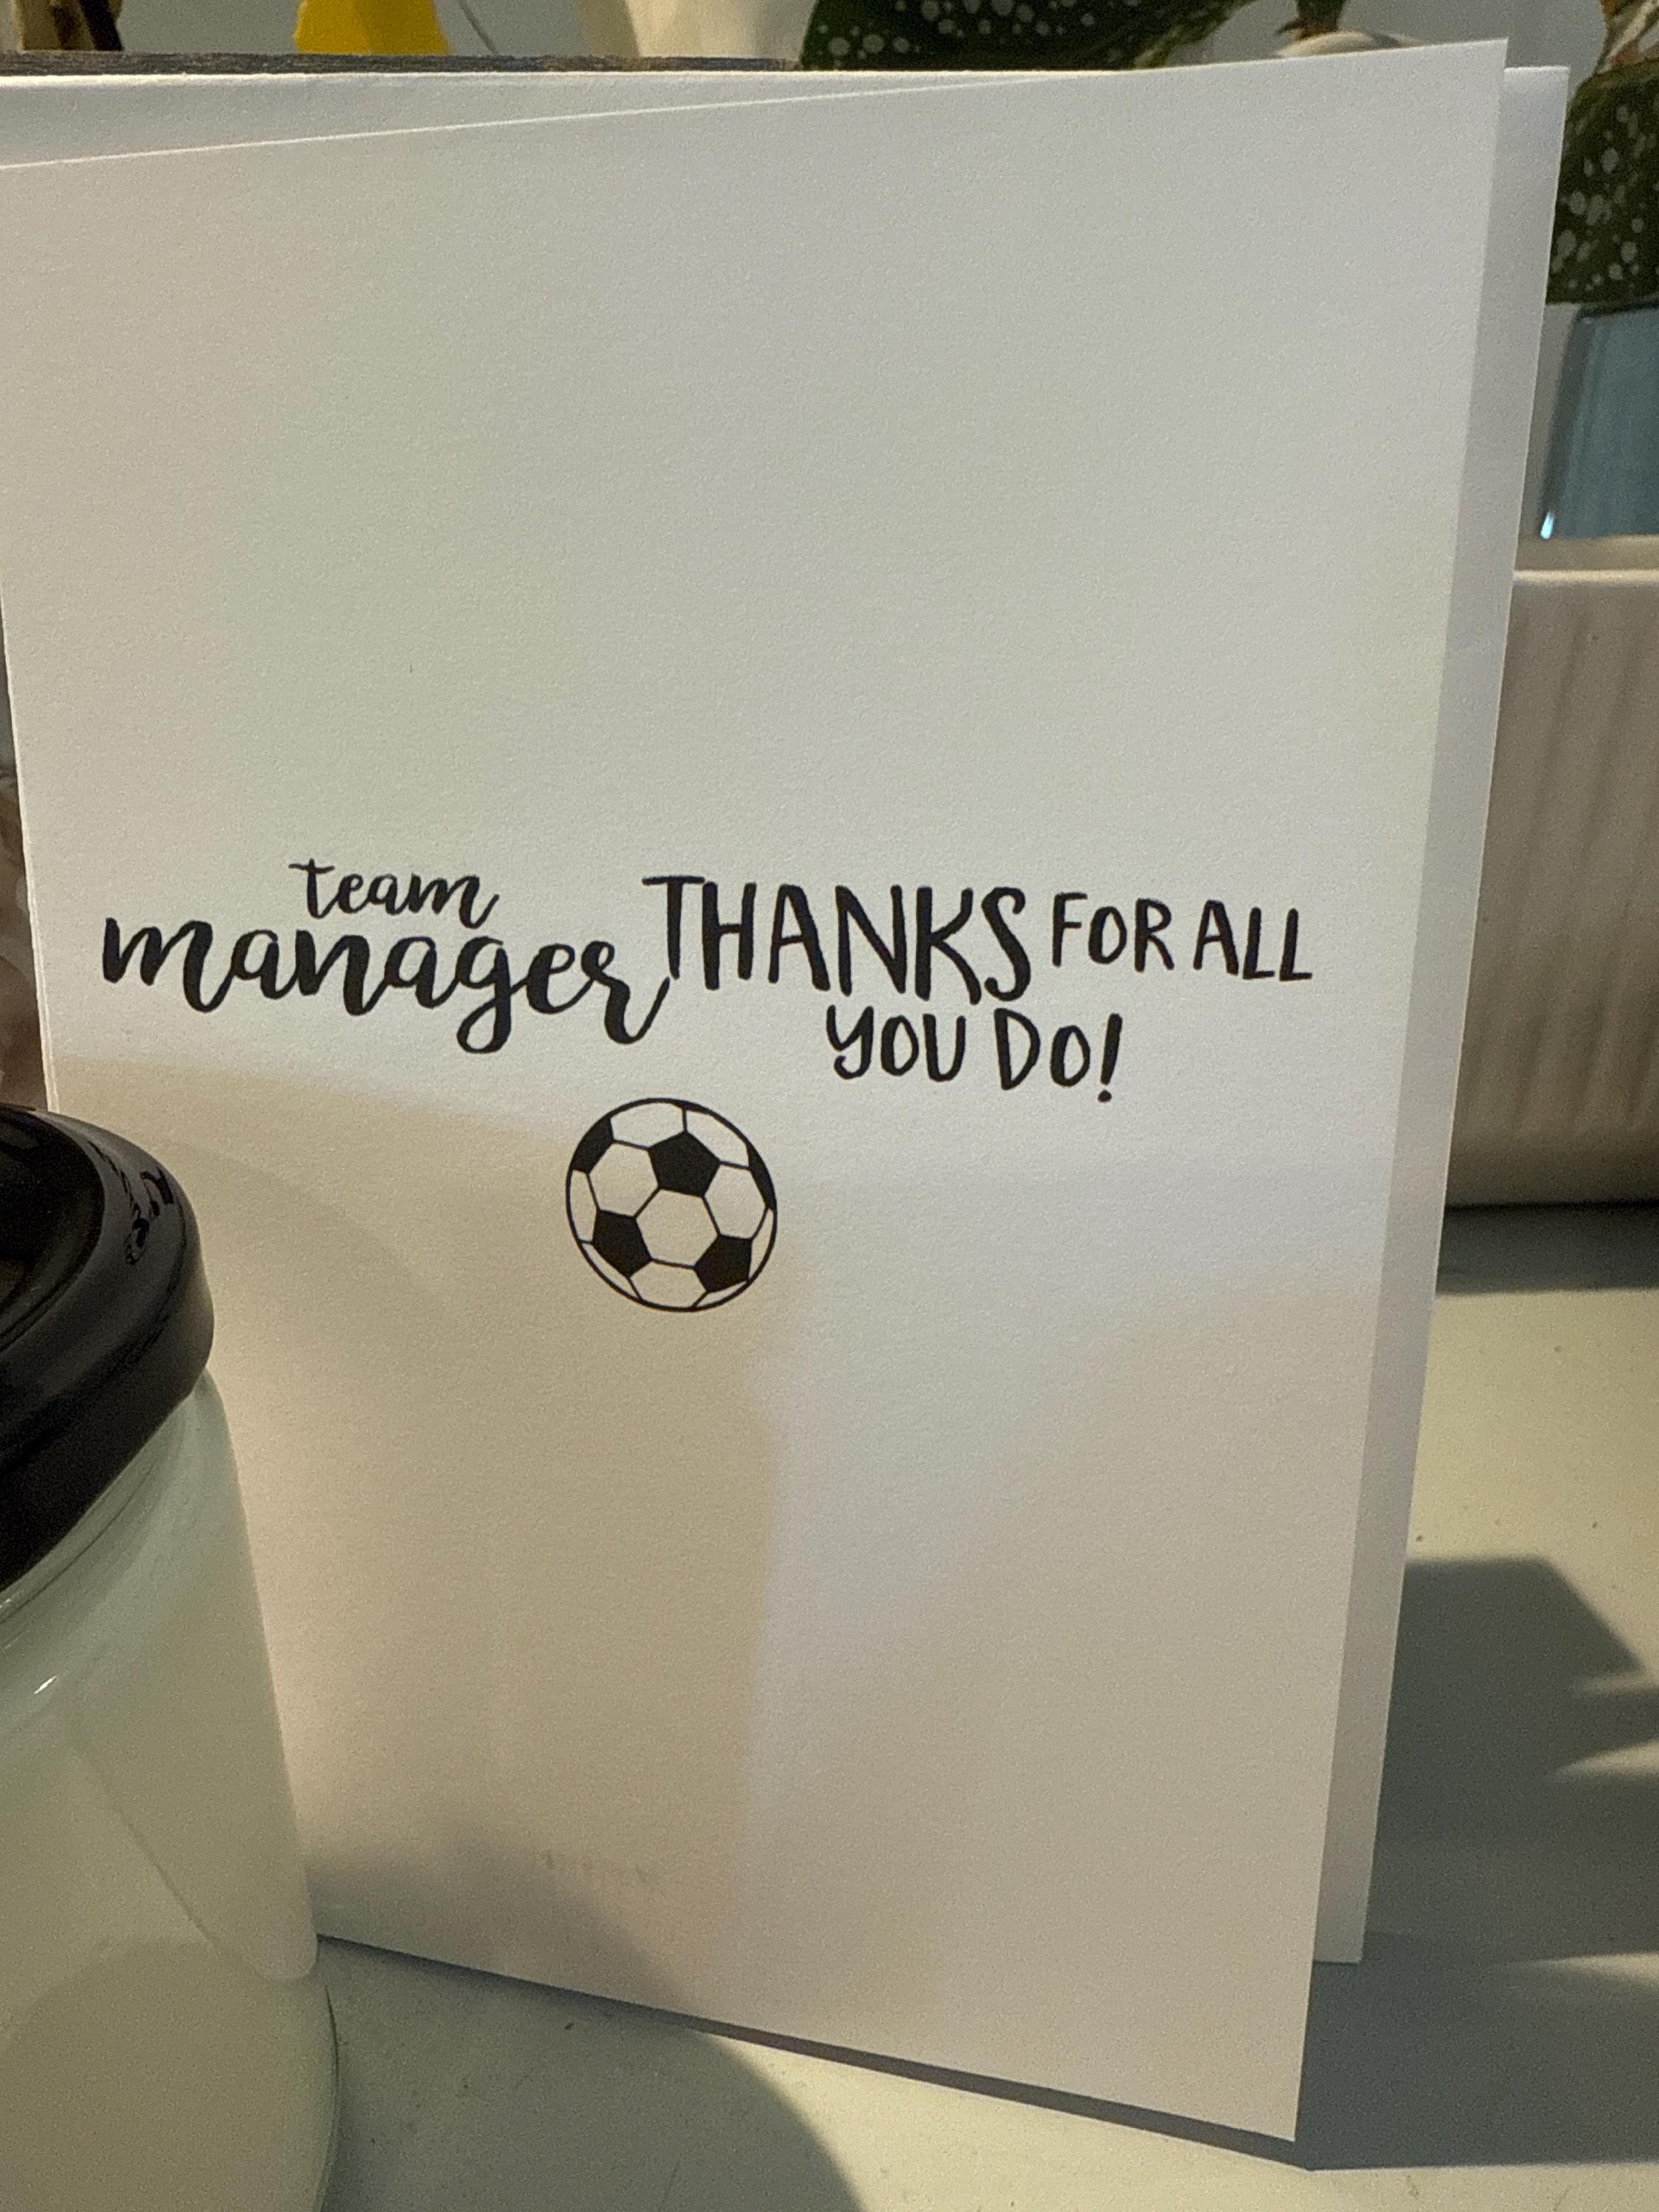 team
manager
THANKS FOR ALL
YOU DO!